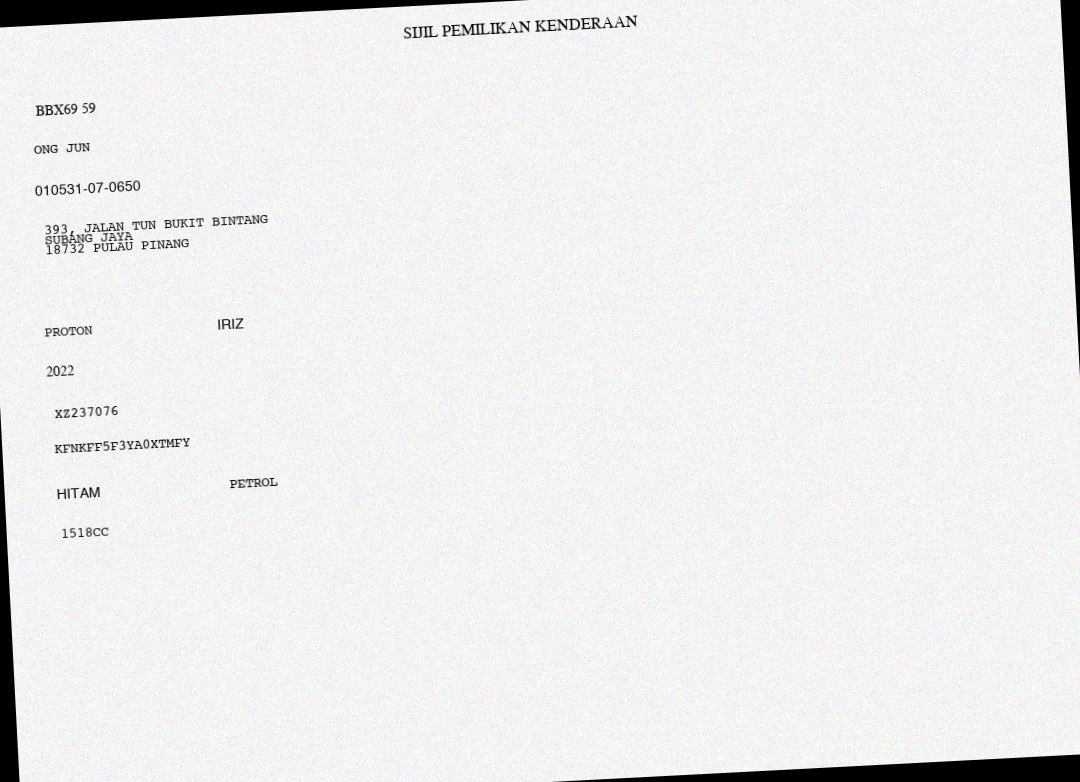 SIJIL PEMILIKAN KENDERAAN
BBX69 59
ONG JUN
010531-07-0650
393, JALAN TUN BUKIT BINTANG
SUBANG JAYA
18732 PULAU PINANG
PROTON IRIZ
2022
XZ237076
KFNKFF5F3YA0XTMFY
HITAM PETROL
1518CC